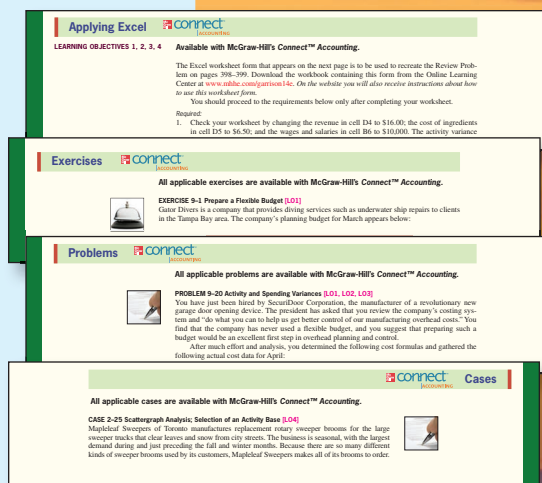 Applying Excel
connect
ACCOUNTING
LEARNING OBJECTIVES 1, 2, 3, 4
Available with McGraw-Hill's Connect™ Accounting.
The Excel worksheet form that appears on the next page is to be used to recreate the Review Prob-
lem on pages 398–399. Download the workbook containing this form from the Online Learning
Center at www.mhhe.com/garrison14e. On the website you will also receive instructions about how
to use this worksheet form.
You should proceed to the requirements below only after completing your worksheet.
Required:
1. Check your worksheet by changing the revenue in cell D4 to $16.00; the cost of ingredients
in cell D5 to $6.50; and the wages and salaries in cell B6 to $10,000. The activity variance
Exercises
connect
ACCOUNTING
All applicable exercises are available with McGraw-Hill's Connect™ Accounting.
EXERCISE 9–1 Prepare a Flexible Budget [LO1]
Gator Divers is a company that provides diving services such as underwater ship repairs to clients
in the Tampa Bay area. The company's planning budget for March appears below:
Problems
connect
ACCOUNTING
All applicable problems are available with McGraw-Hill's Connect™ Accounting.
PROBLEM 9–20 Activity and Spending Variances [LO1, LO2, LO3]
You have just been hired by SecuriDoor Corporation, the manufacturer of a revolutionary new
garage door opening device. The president has asked that you review the company's costing sys-
tem and "do what you can to help us get better control of our manufacturing overhead costs." You
find that the company has never used a flexible budget, and you suggest that preparing such a
budget would be an excellent first step in overhead planning and control.
After much effort and analysis, you determined the following cost formulas and gathered the
following actual cost data for April:
connect
ACCOUNTING
Cases
All applicable cases are available with McGraw-Hill's Connect™ Accounting.
CASE 2–25 Scattergraph Analysis; Selection of an Activity Base [LO4]
Mapleleaf Sweepers of Toronto manufactures replacement rotary sweeper brooms for the large
sweeper trucks that clear leaves and snow from city streets. The business is seasonal, with the largest
demand during and just preceding the fall and winter months. Because there are so many different
kinds of sweeper brooms used by its customers, Mapleleaf Sweepers makes all of its brooms to order.